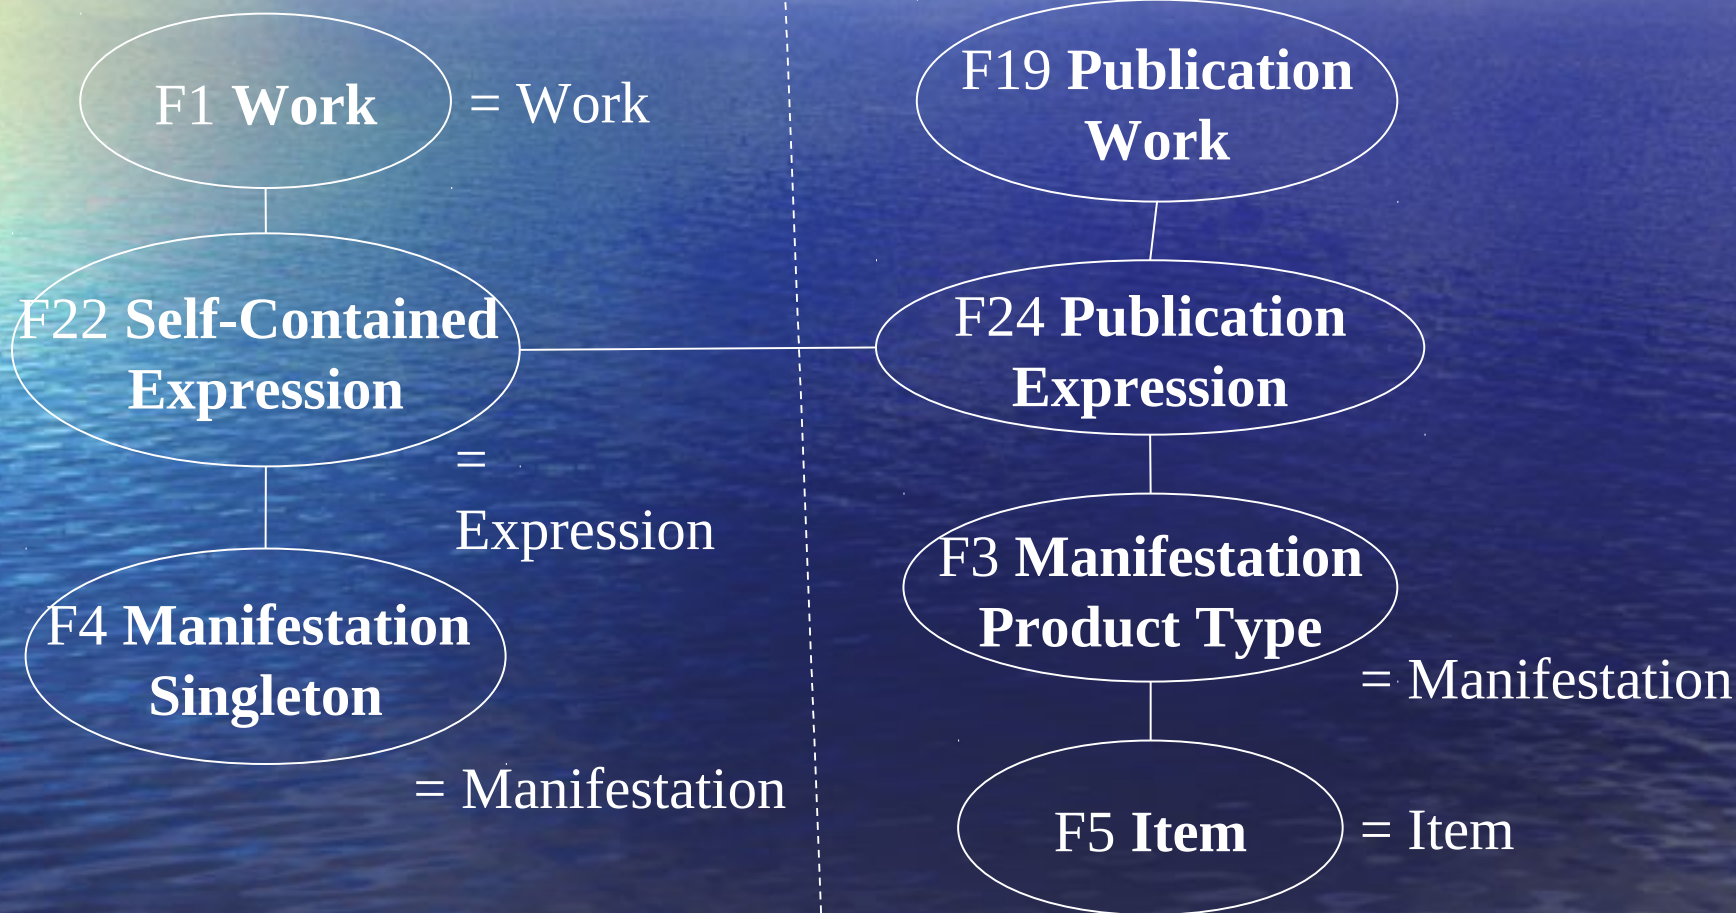 F1 Work
= Work
F22 Self-Contained
Expression
=
Expression
F4 Manifestation
Singleton
= Manifestation
F19 Publication
Work
F24 Publication
Expression
F3 Manifestation
Product Type
= Manifestation
F5 Item
= Item